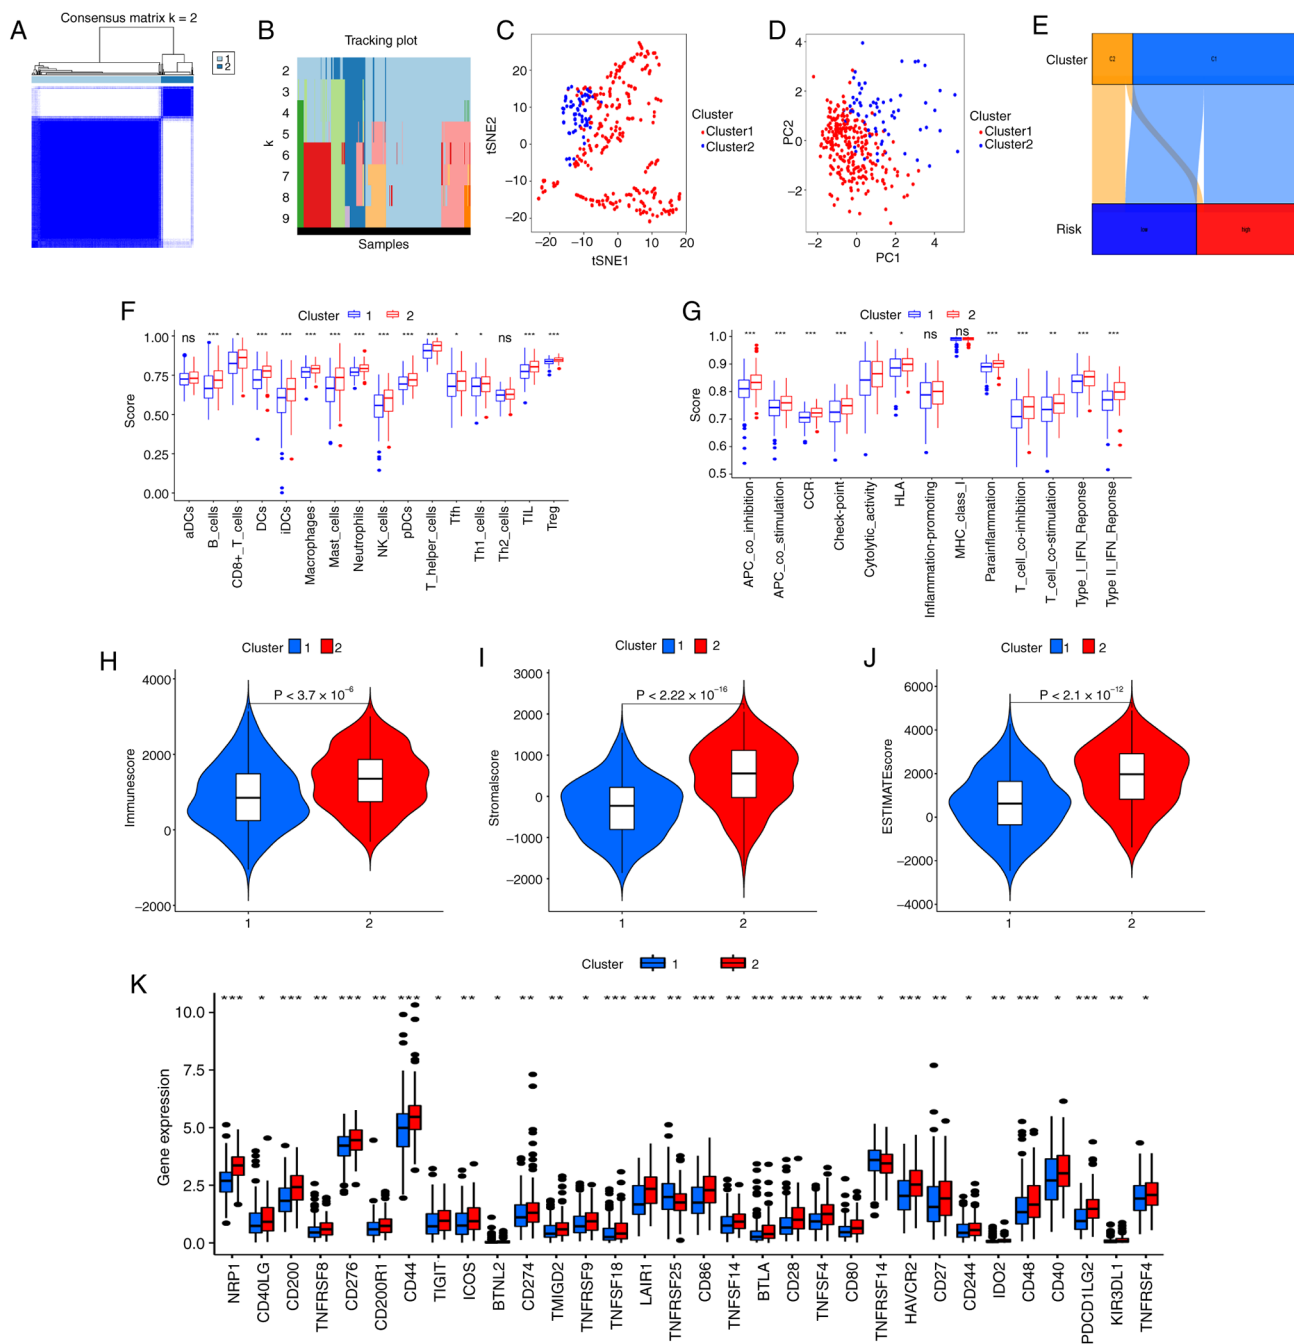 A
Consensus matrix k = 2
1
2
B
Tracking plot
k
2
3
4
5
6
7
8
9
Samples
C
tSNE2
20
10
0
−10
−20
−20
−10
0
10
20
tSNE1
Cluster
Cluster1
Cluster2
D
PC2
4
2
0
−2
−2
0
2
4
PC1
Cluster
Cluster1
Cluster2
E
Cluster
C2
C1
Risk
low
high
F
Cluster 1 2
Score
1.00
0.75
0.50
0.25
0.00
ns *** * *** *** *** *** *** *** *** *** * * ns *** ***
aDCs
B_cells
CD8+_T_cells
DCs
iDCs
Macrophages
Mast_cells
Neutrophils
NK_cells
pDCs
T_helper_cells
Tfh
Th1_cells
Th2_cells
TIL
Treg
G
Cluster 1 2
Score
1.0
0.9
0.8
0.7
0.6
0.5
*** *** *** *** * * ns ns *** *** ** *** ***
APC_co_inhibition
APC_co_stimulation
CCR
Check-point
Cytolytic_activity
HLA
Inflammation-promoting
MHC_class_I
Parainflammation
T_cell_co-inhibition
T_cell_co-stimulation
Type_I_IFN_Reponse
Type II_IFN_Reponse
H
Cluster 1 2
Immunescore
4000
2000
0
−2000
P < 3.7 × 10−6
1
2
I
Cluster 1 2
Stromalscore
3000
2000
1000
0
−1000
−2000
P < 2.22 × 10−16
1
2
J
Cluster 1 2
ESTIMATEscore
6000
4000
2000
0
−2000
−4000
P < 2.1 × 10−12
1
2
K
Cluster 1 2
Gene expression
10.0
7.5
5.0
2.5
0.0
*** * *** ** *** ** *** * ** * ** ** * *** *** ** *** ** *** *** *** *** * *** ** * ** *** * *** ** *
NRP1
CD40LG
CD200
TNFRSF8
CD276
CD200R1
CD44
TIGIT
ICOS
BTNL2
CD274
TMIGD2
TNFRSF9
TNFSF18
LAIR1
TNFRSF25
CD86
TNFSF14
BTLA
CD28
TNFSF4
CD80
TNFRSF14
HAVCR2
CD27
CD244
IDO2
CD48
CD40
PDCD1LG2
KIR3DL1
TNFRSF4